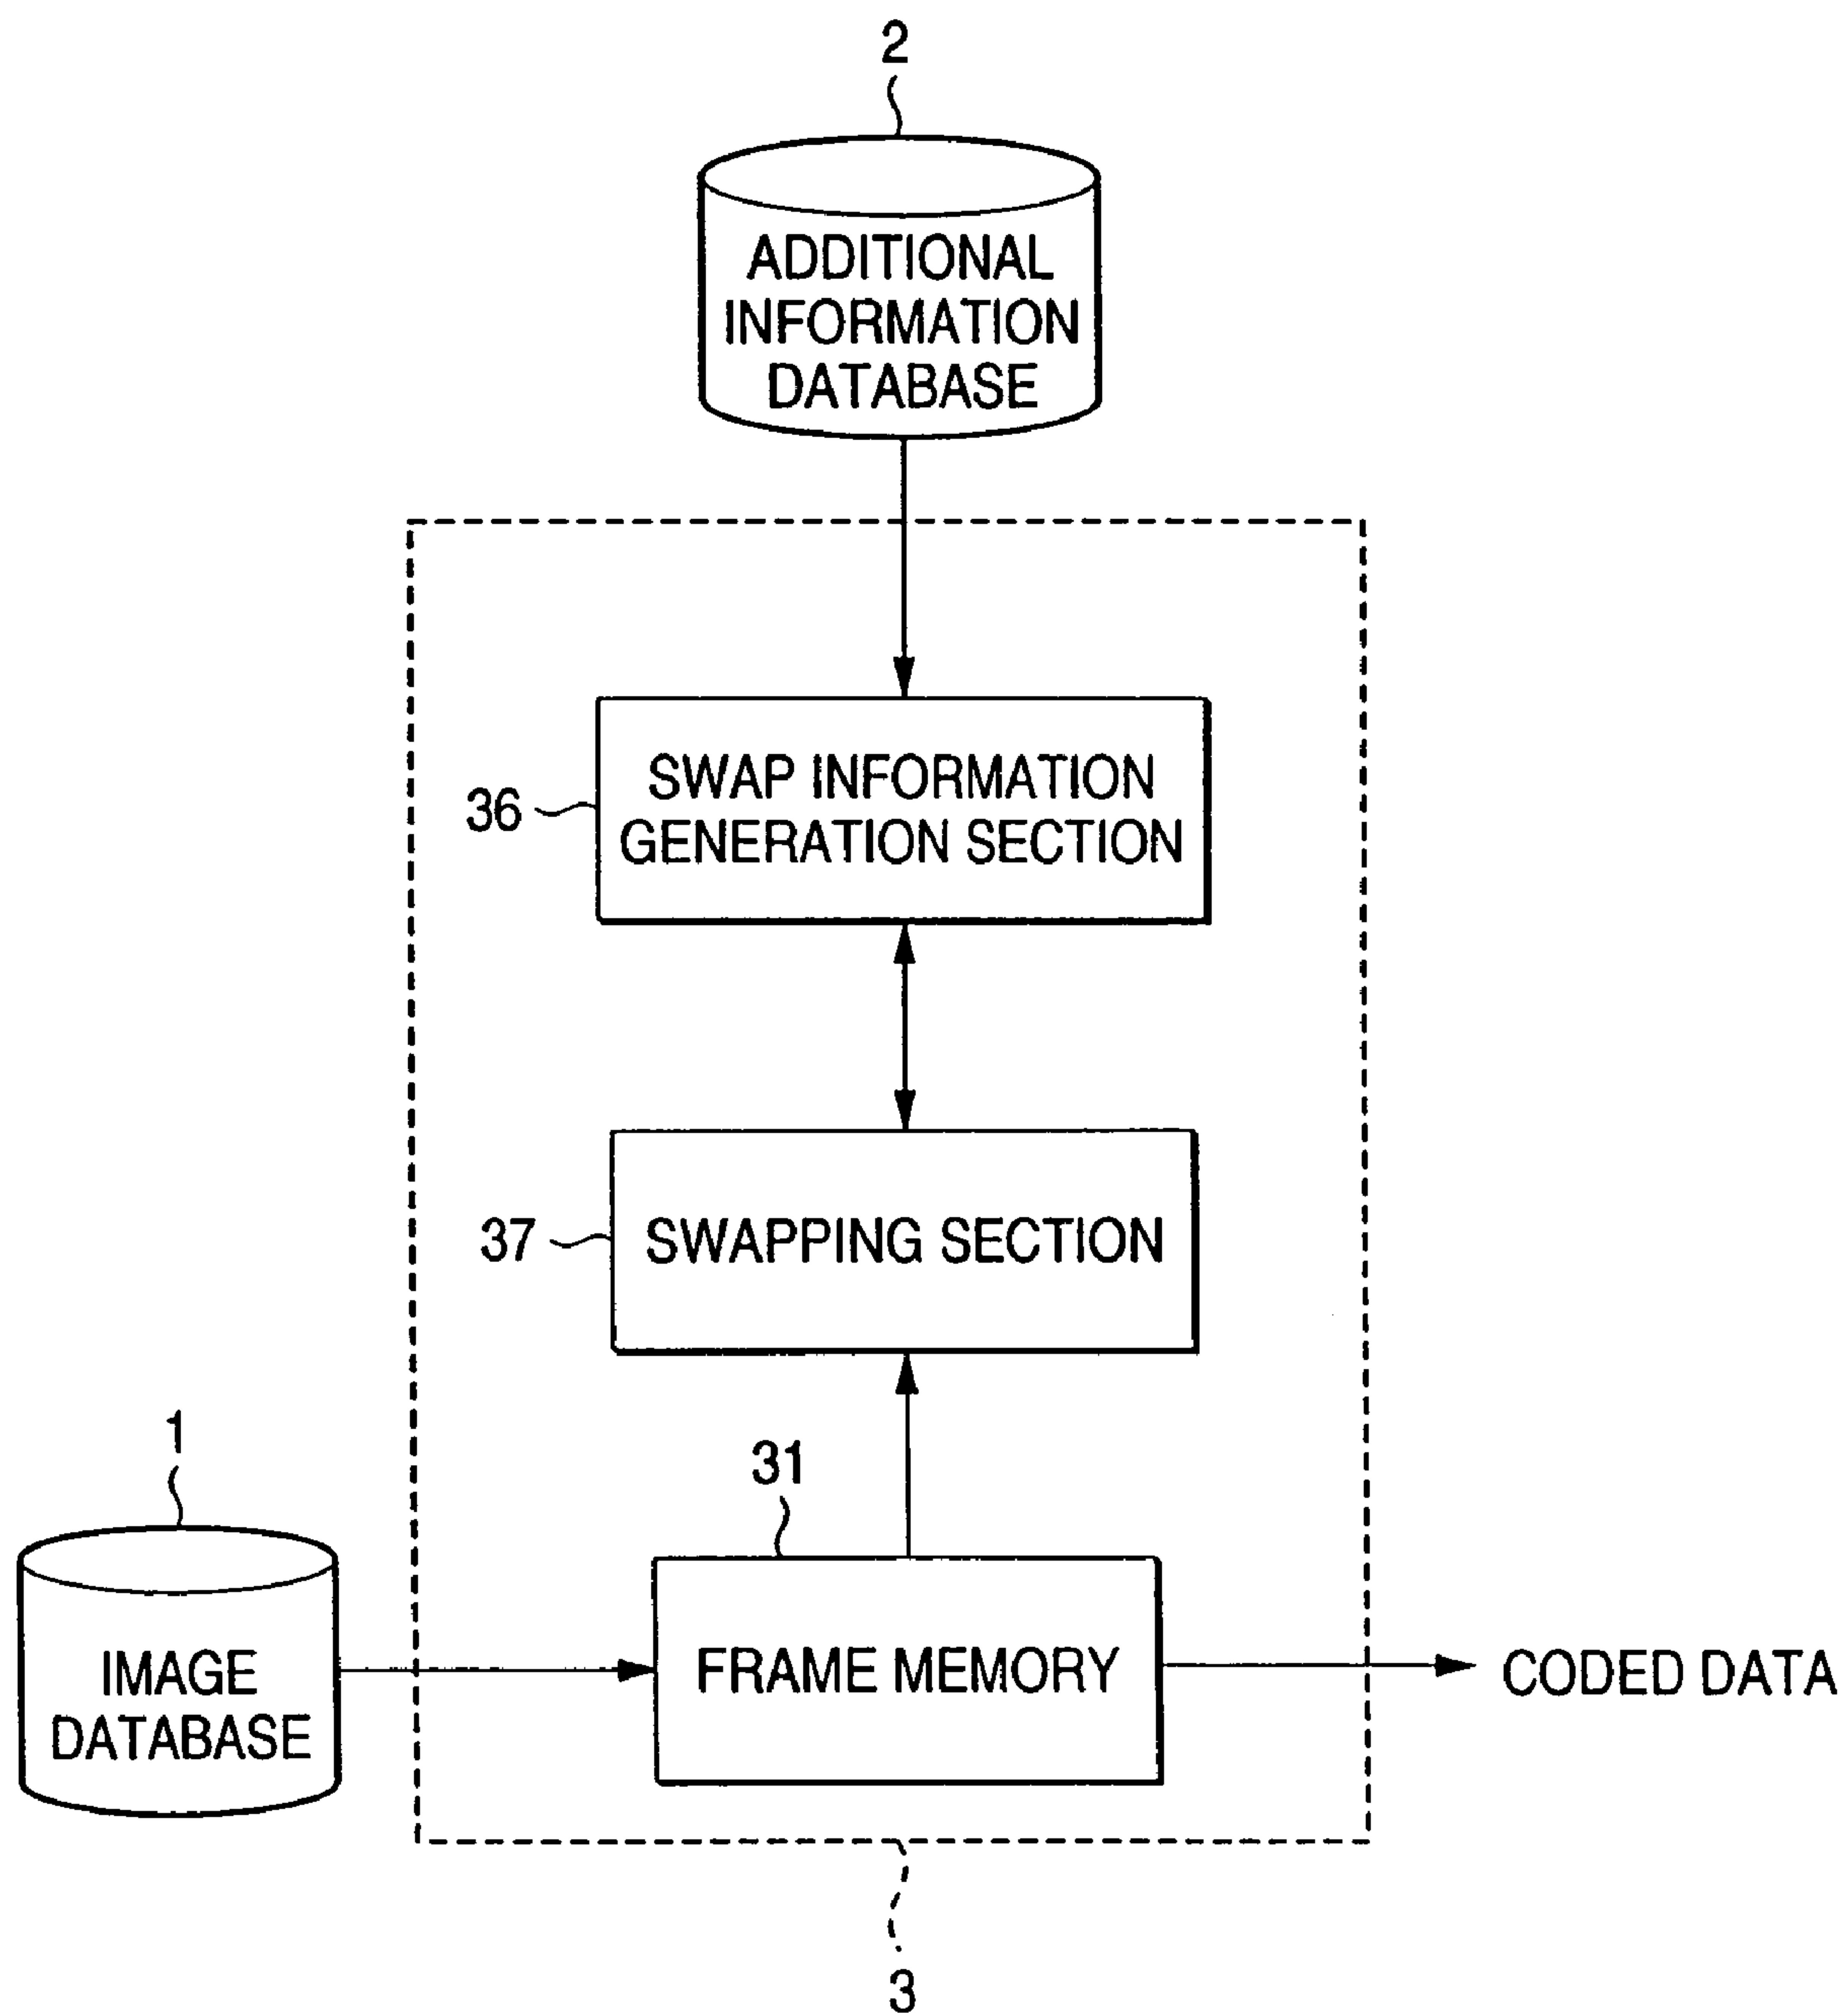 2
ADDITIONAL
INFORMATION
DATABASE
36
SWAP INFORMATION
GENERATION SECTION
37
SWAPPING SECTION
1
31
IMAGE
DATABASE
FRAME MEMORY
CODED DATA
3